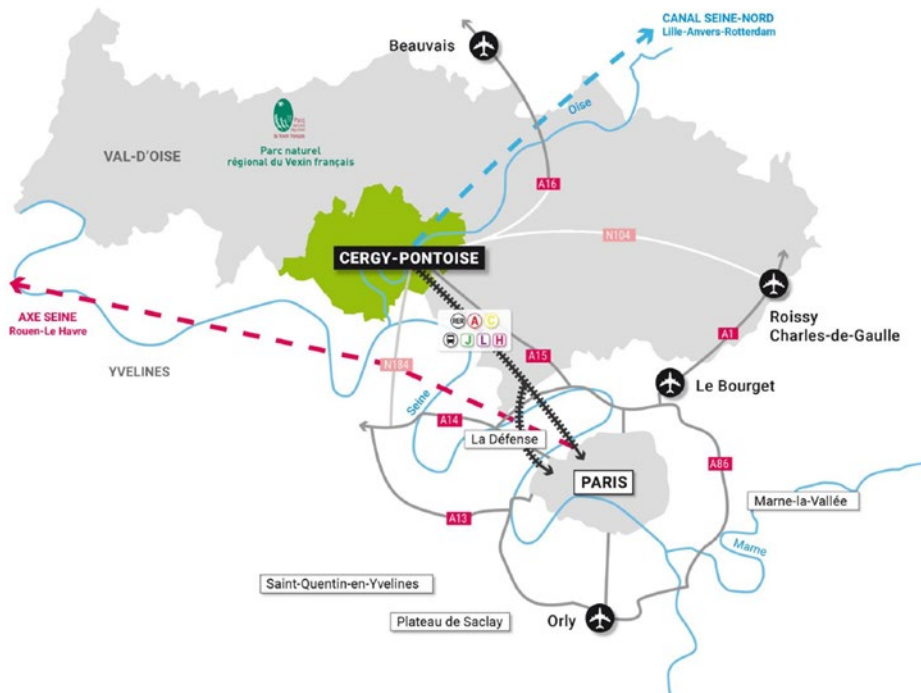 CANAL SEINE-NORD
Lille-Anvers-Rotterdam
Beauvais
Oise
Parc naturel
régional du Vexin français
VAL-D'OISE
A16
N104
CERGY-PONTOISE
AXE SEINE
Rouen-Le Havre
YVELINES
RER A C
J L H
Roissy
Charles-de-Gaulle
A1
A15
N184
Le Bourget
Seine
A14
La Défense
A86
PARIS
Marne-la-Vallée
A13
Marne
Saint-Quentin-en-Yvelines
Plateau de Saclay
Orly